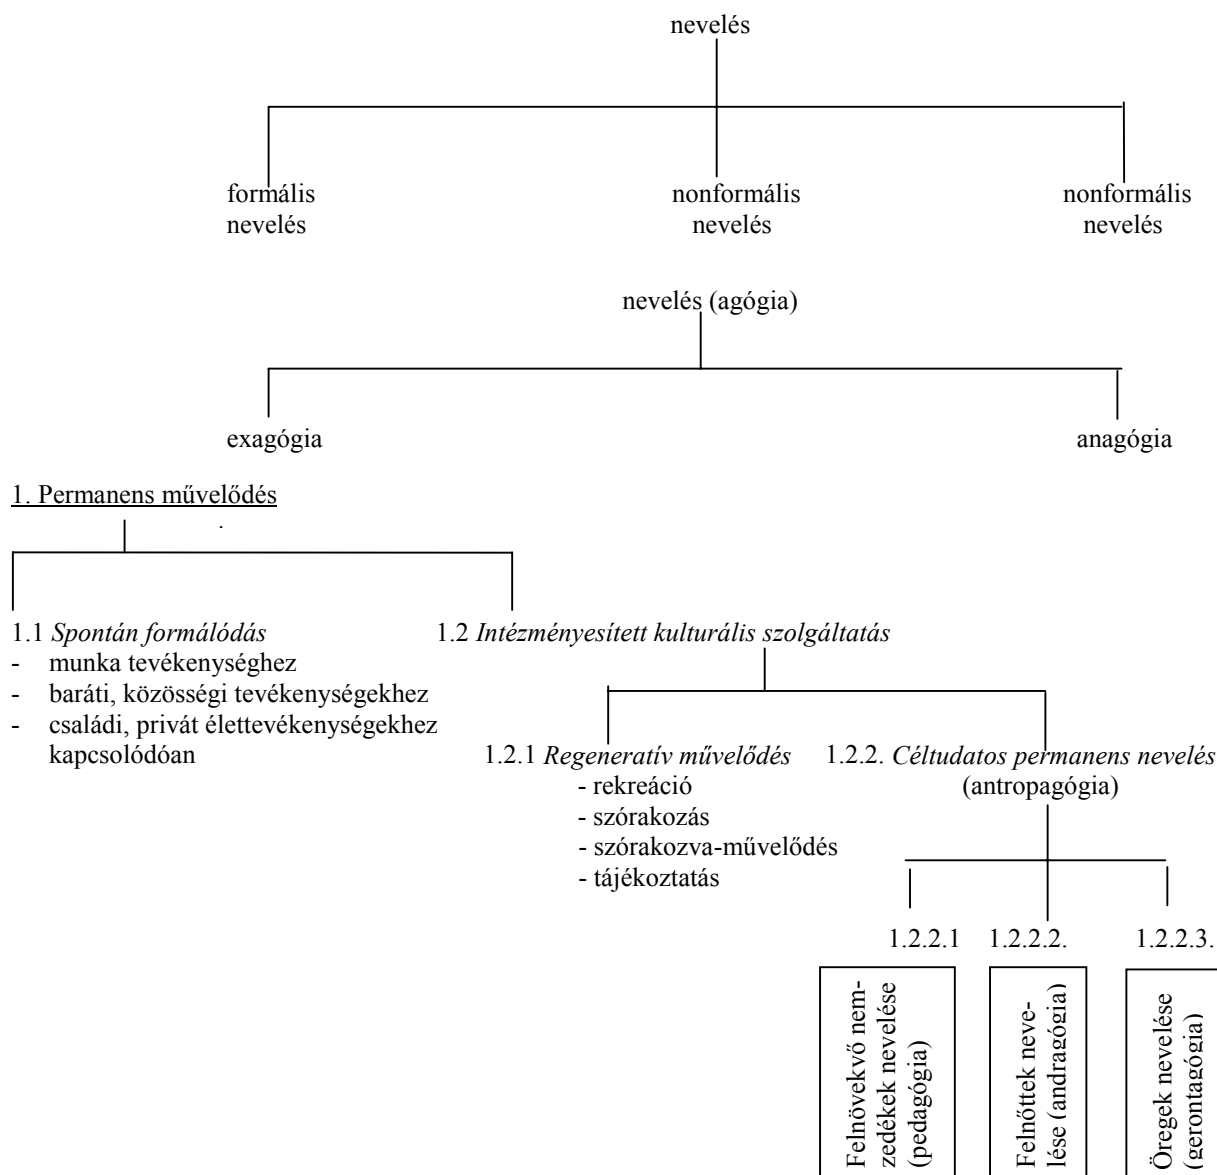 nevelés
formális
nevelés
nonformális
nevelés
nonformális
nevelés
nevelés (agógia)
exagógia
anagógia
1. Permanens művelődés
1.1 Spontán formálódás
- munka tevékenységhez
- baráti, közösségi tevékenységekhez
- családi, privát élettevékenységekhez
kapcsolódóan
1.2 Intézményesített kulturális szolgáltatás
1.2.1 Regeneratív művelődés
- rekreáció
- szórakozás
- szórakozva-művelődés
- tájékoztatás
1.2.2. Céltudatos permanens nevelés
(antropagógia)
1.2.2.1
1.2.2.2.
1.2.2.3.
Felnövekvő nem-
zedékek nevelése
(pedagógia)
Felnőttek neve-
lése (andragógia)
Öregek nevelése
(gerontagógia)